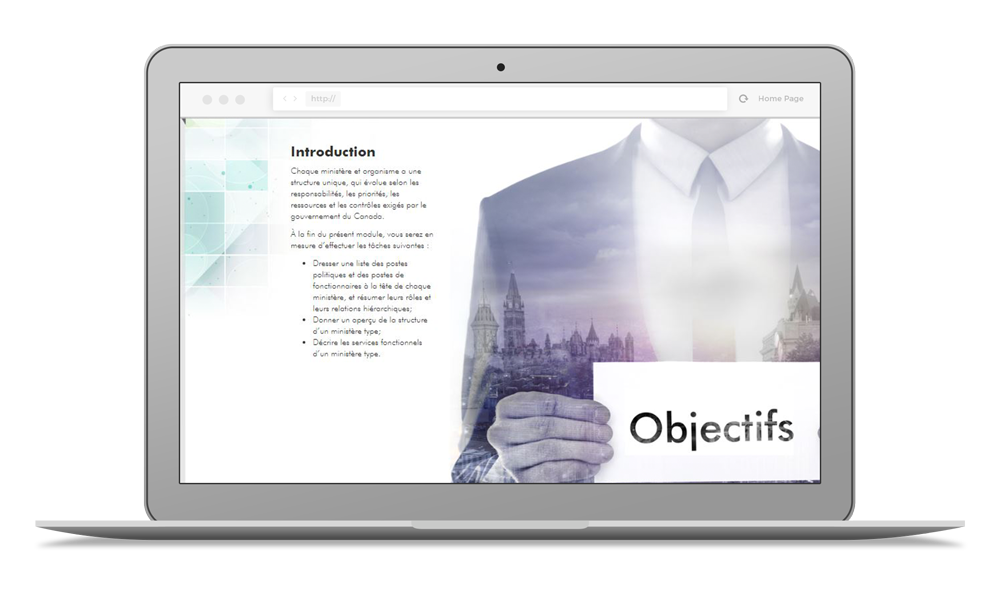 http://
Home Page
Introduction
Chaque ministère et organisme a une
structure unique, qui évolue selon les
responsabilités, les priorités, les
ressources et les contrôles exigés par le
gouvernement du Canada.
À la fin du présent module, vous serez en
mesure d'effectuer les tâches suivantes :
• Dresser une liste des postes
politiques et des postes de
fonctionnaires à la tête de chaque
ministère, et résumer leurs rôles et
leurs relations hiérarchiques;
• Donner un aperçu de la structure
d'un ministère type;
• Décrire les services fonctionnels
d'un ministère type.
Objectifs